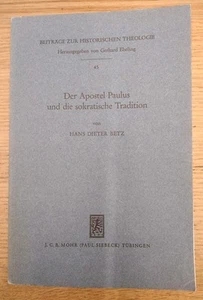 BEITRÄGE ZUR HISTORISCHEN THEOLOGIE
Herausgegeben von Gerhard Ebeling
45
Der Apostel Paulus
und die sokratische Tradition
von
HANS DIETER BETZ
J. C. B. MOHR (PAUL SIEBECK) TÜBINGEN